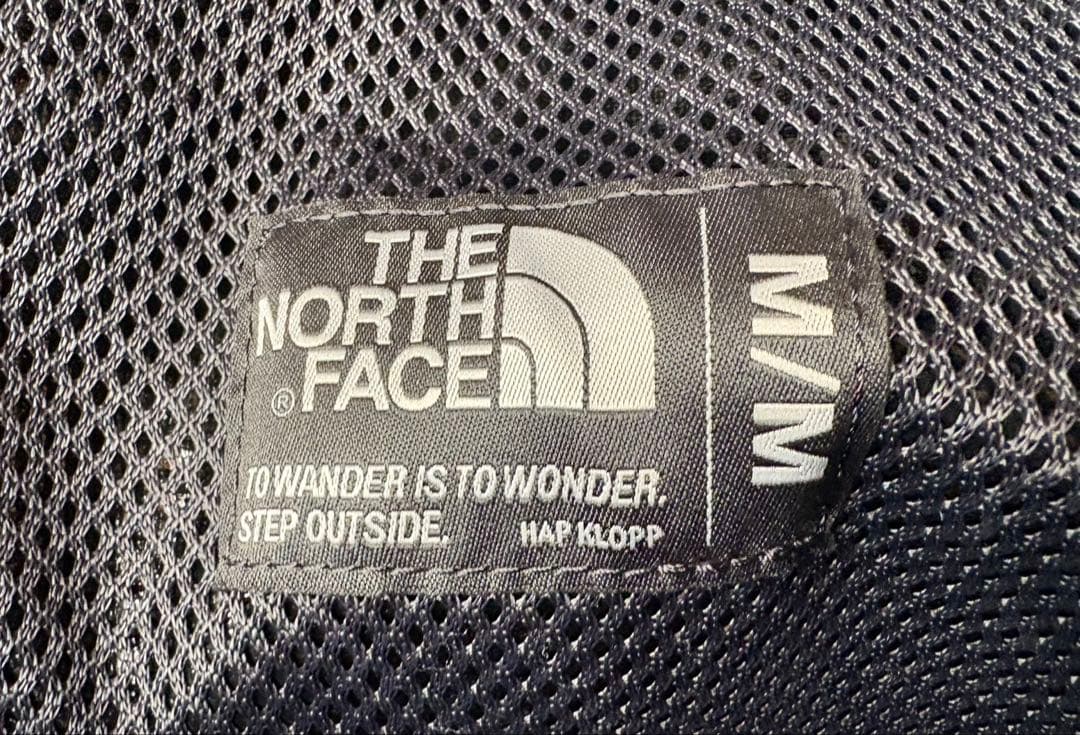 THE
NORTH
® FACE
TO WANDER IS TO WONDER.
STEP OUTSIDE. HAP KLOPP
M/M